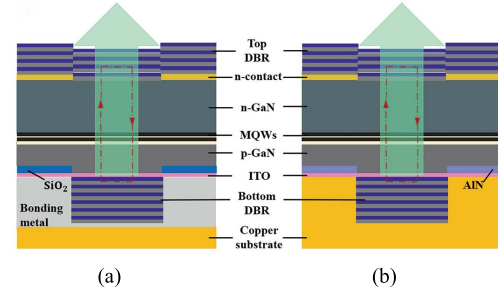 Top
DBR
n-contact
n-GaN
MQWs
p-GaN
SiO2
ITO
AlN
Bonding
metal
Bottom
DBR
Copper
substrate
(a)
(b)